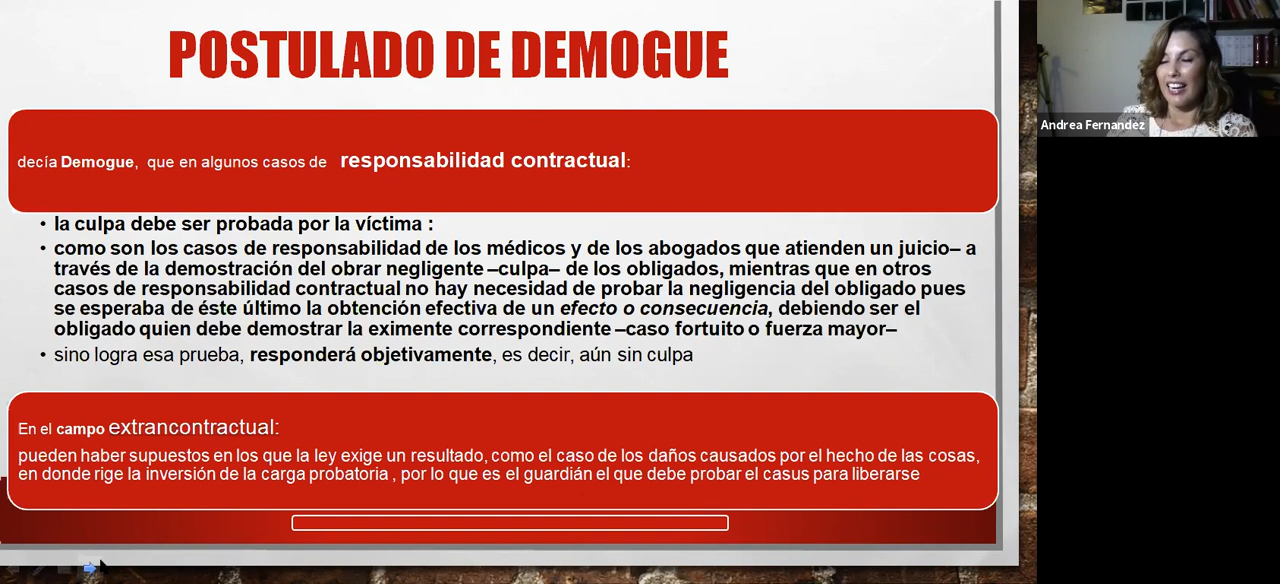 POSTULADO DE DEMOGUE
Andrea Fernandez
decía Demogue, que en algunos casos de responsabilidad contractual:
• la culpa debe ser probada por la víctima :
• como son los casos de responsabilidad de los médicos y de los abogados que atienden un juicio– a
través de la demostración del obrar negligente –culpa– de los obligados, mientras que en otros
casos de responsabilidad contractual no hay necesidad de probar la negligencia del obligado pues
se esperaba de éste último la obtención efectiva de un efecto o consecuencia, debiendo ser el
obligado quien debe demostrar la eximente correspondiente –caso fortuito o fuerza mayor–
• sino logra esa prueba, responderá objetivamente, es decir, aún sin culpa
En el campo extrancontractual:
pueden haber supuestos en los que la ley exige un resultado, como el caso de los daños causados por el hecho de las cosas,
en donde rige la inversión de la carga probatoria , por lo que es el guardián el que debe probar el casus para liberarse